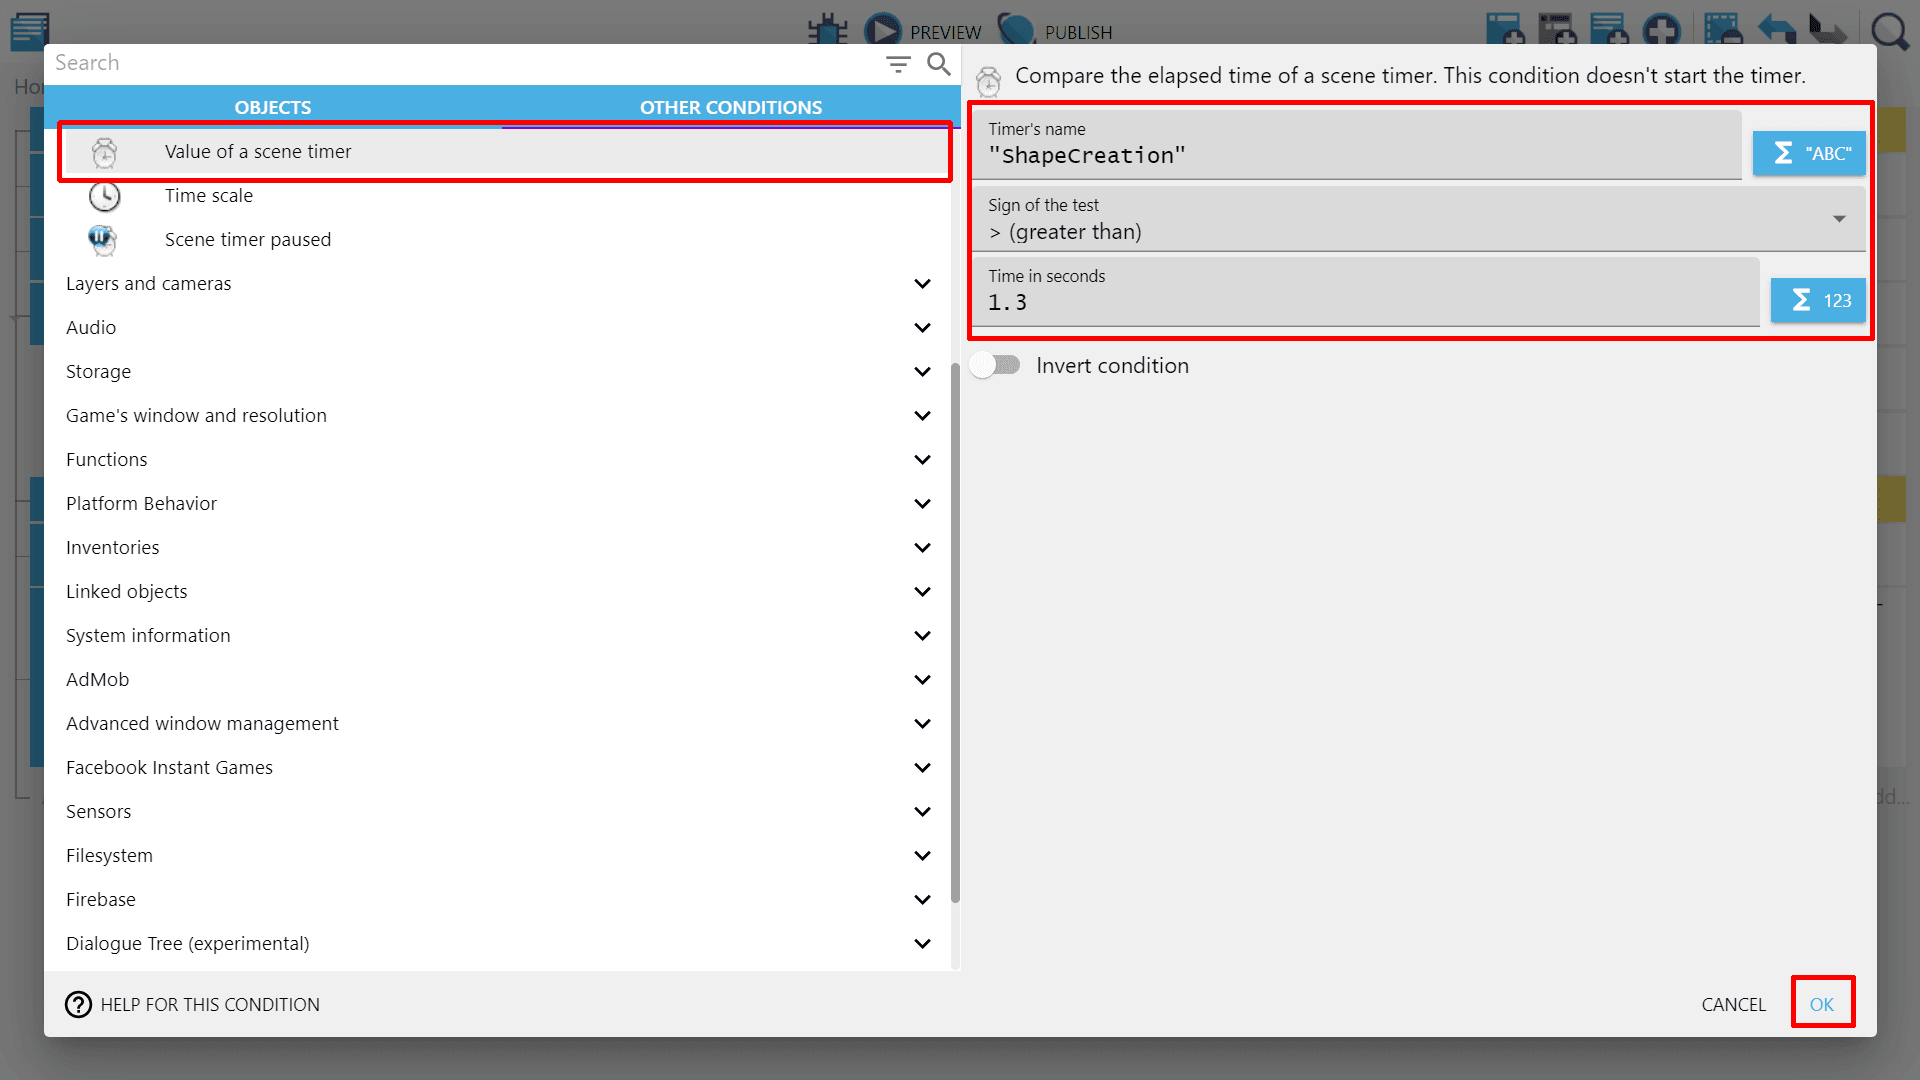 PREVIEW
PUBLISH
Search
OBJECTS
OTHER CONDITIONS
Value of a scene timer
Time scale
Scene timer paused
Layers and cameras
Audio
Storage
Game's window and resolution
Functions
Platform Behavior
Inventories
Linked objects
System information
AdMob
Advanced window management
Facebook Instant Games
Sensors
Filesystem
Firebase
Dialogue Tree (experimental)
HELP FOR THIS CONDITION
Compare the elapsed time of a scene timer. This condition doesn't start the timer.
Timer's name
"ShapeCreation"
Σ "ABC"
Sign of the test
> (greater than)
Time in seconds
1.3
Σ 123
Invert condition
CANCEL
OK